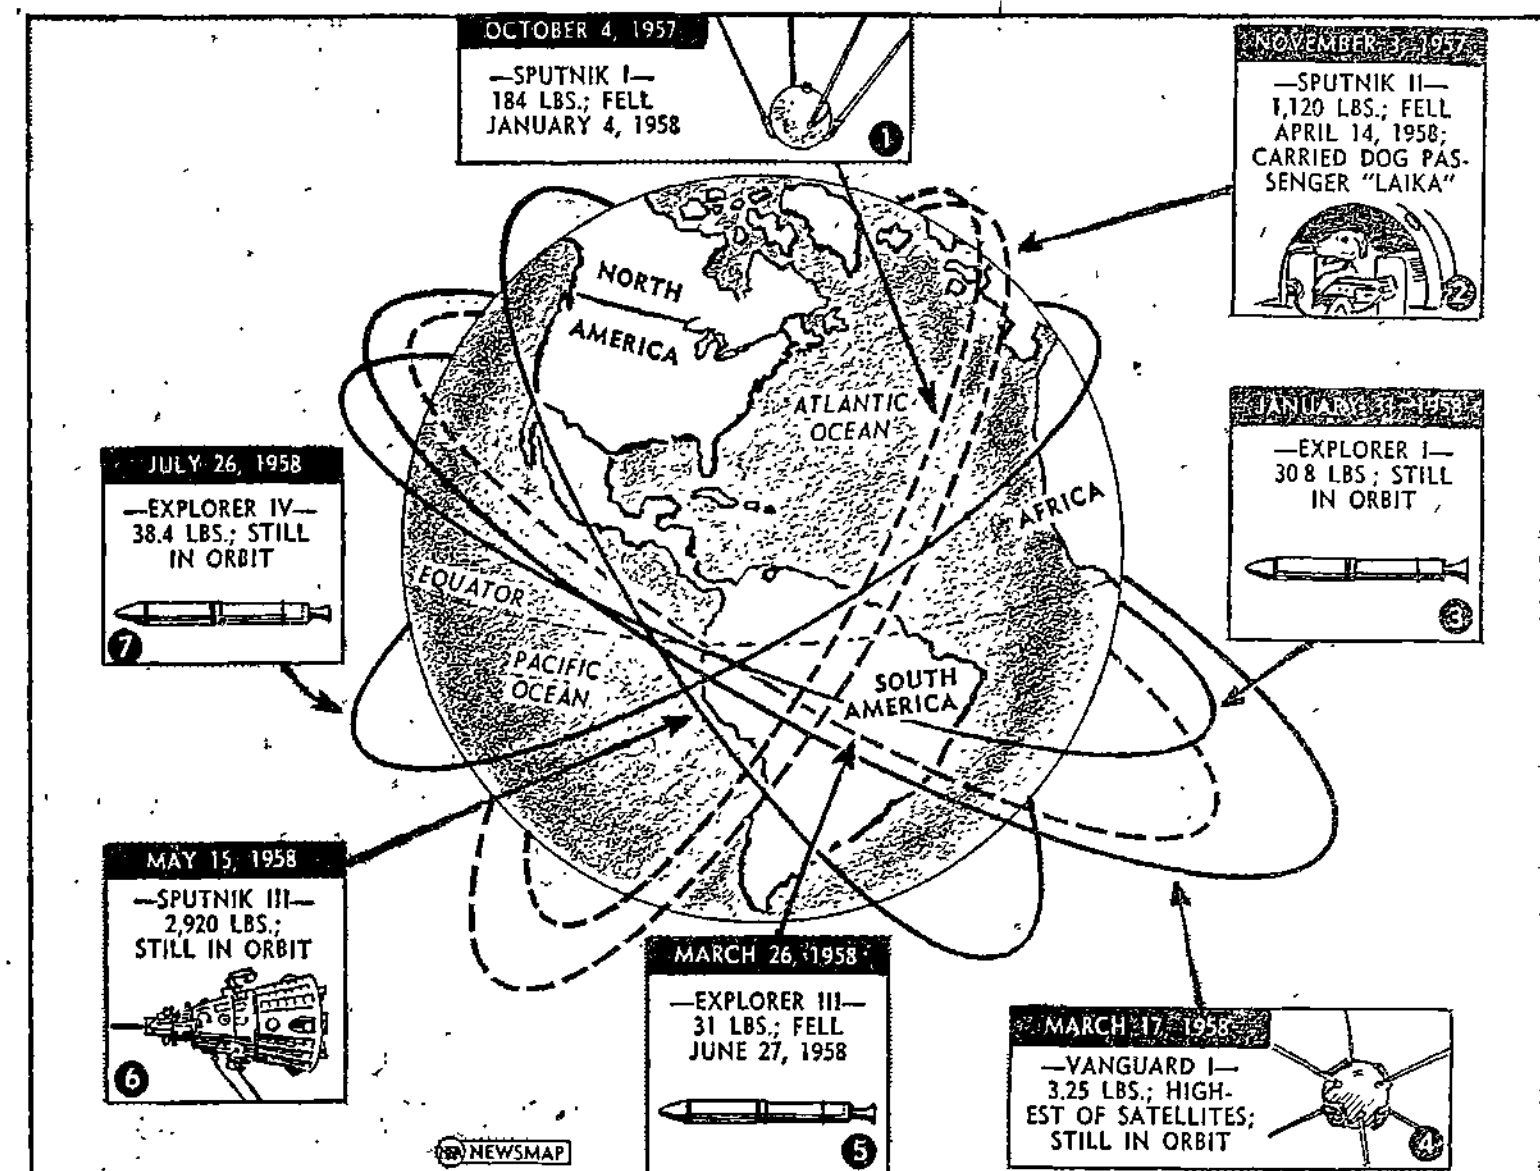 OCTOBER 4, 1957
—SPUTNIK I—
184 LBS.; FELL
JANUARY 4, 1958
1
NOVEMBER 3, 1957
—SPUTNIK II—
1,120 LBS.; FELL
APRIL 14, 1958;
CARRIED DOG PAS-
SENGER "LAIKA"
2
JANUARY 31, 1958
—EXPLORER I—
30 8 LBS; STILL
IN ORBIT
3
MARCH 17, 1958
—VANGUARD I—
3.25 LBS.; HIGH-
EST OF SATELLITES;
STILL IN ORBIT
4
MARCH 26, 1958
—EXPLORER III—
31 LBS.; FELL
JUNE 27, 1958
5
MAY 15, 1958
—SPUTNIK III—
2,920 LBS.;
STILL IN ORBIT
6
JULY 26, 1958
—EXPLORER IV—
38.4 LBS.; STILL
IN ORBIT
7
NORTH
AMERICA
ATLANTIC
OCEAN
AFRICA
EQUATOR
PACIFIC
OCEAN
SOUTH
AMERICA
NEWSMAP